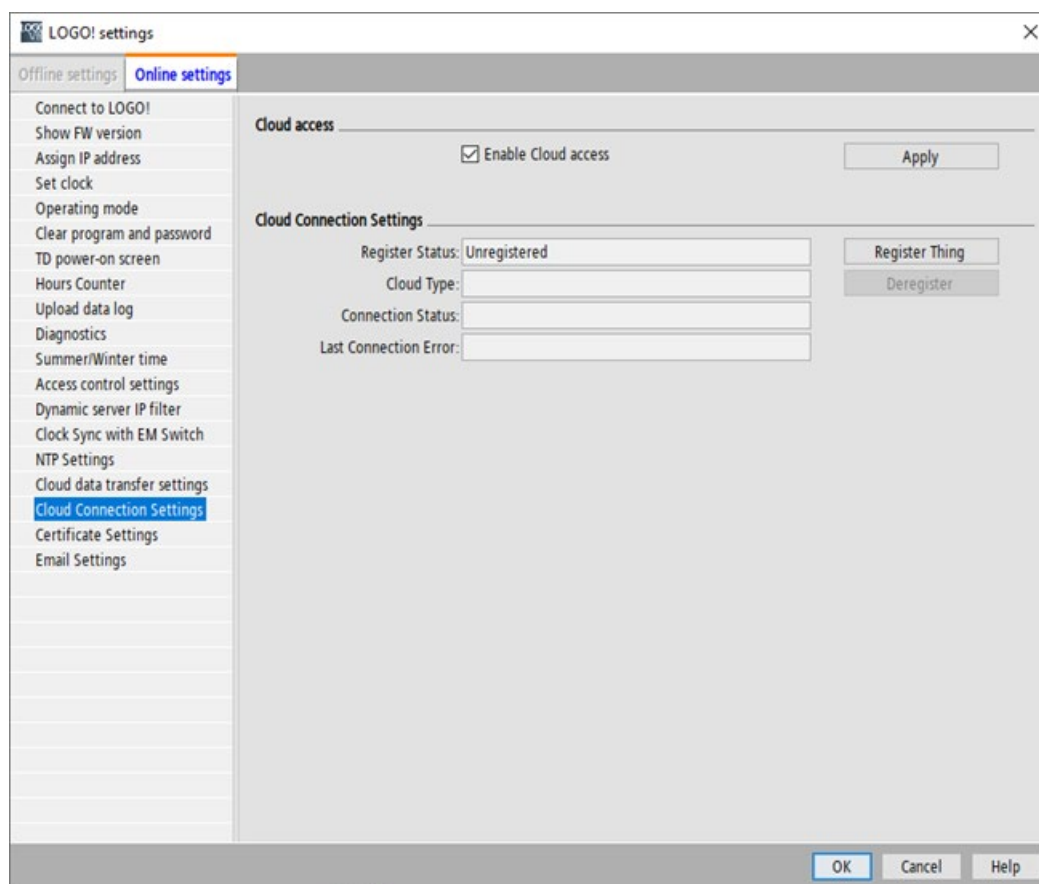 LOGO! settings
Offline settings
Online settings
Connect to LOGO!
Show FW version
Assign IP address
Set clock
Operating mode
Clear program and password
TD power-on screen
Hours Counter
Upload data log
Diagnostics
Summer/Winter time
Access control settings
Dynamic server IP filter
Clock Sync with EM Switch
NTP Settings
Cloud data transfer settings
Cloud Connection Settings
Certificate Settings
Email Settings
Cloud access
Enable Cloud access
Apply
Cloud Connection Settings
Register Status: Unregistered
Register Thing
Cloud Type:
Deregister
Connection Status:
Last Connection Error:
OK
Cancel
Help